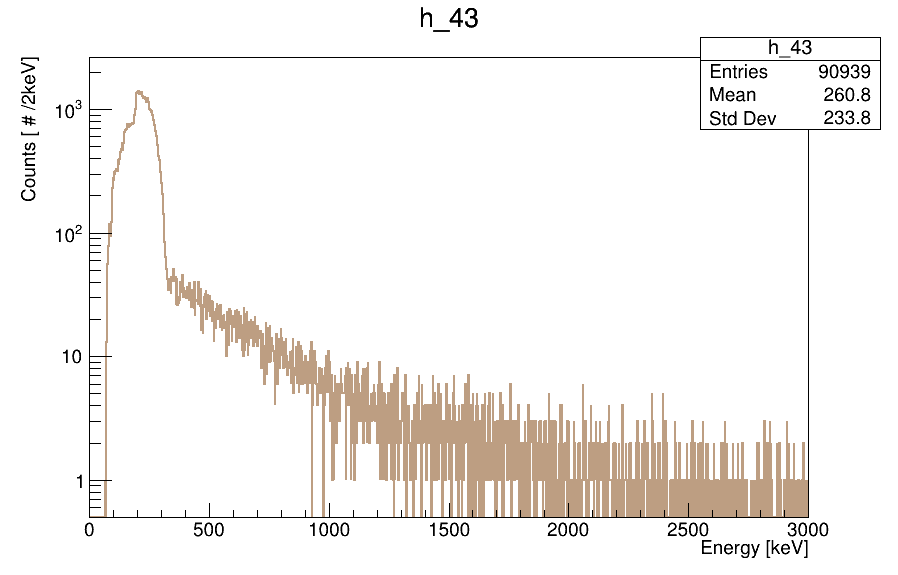 h_43
h_43
Entries 90939
Mean 260.8
Std Dev 233.8
Counts [ # /2keV]
10³
10²
10
1
0 500 1000 1500 2000 2500 3000
Energy [keV]